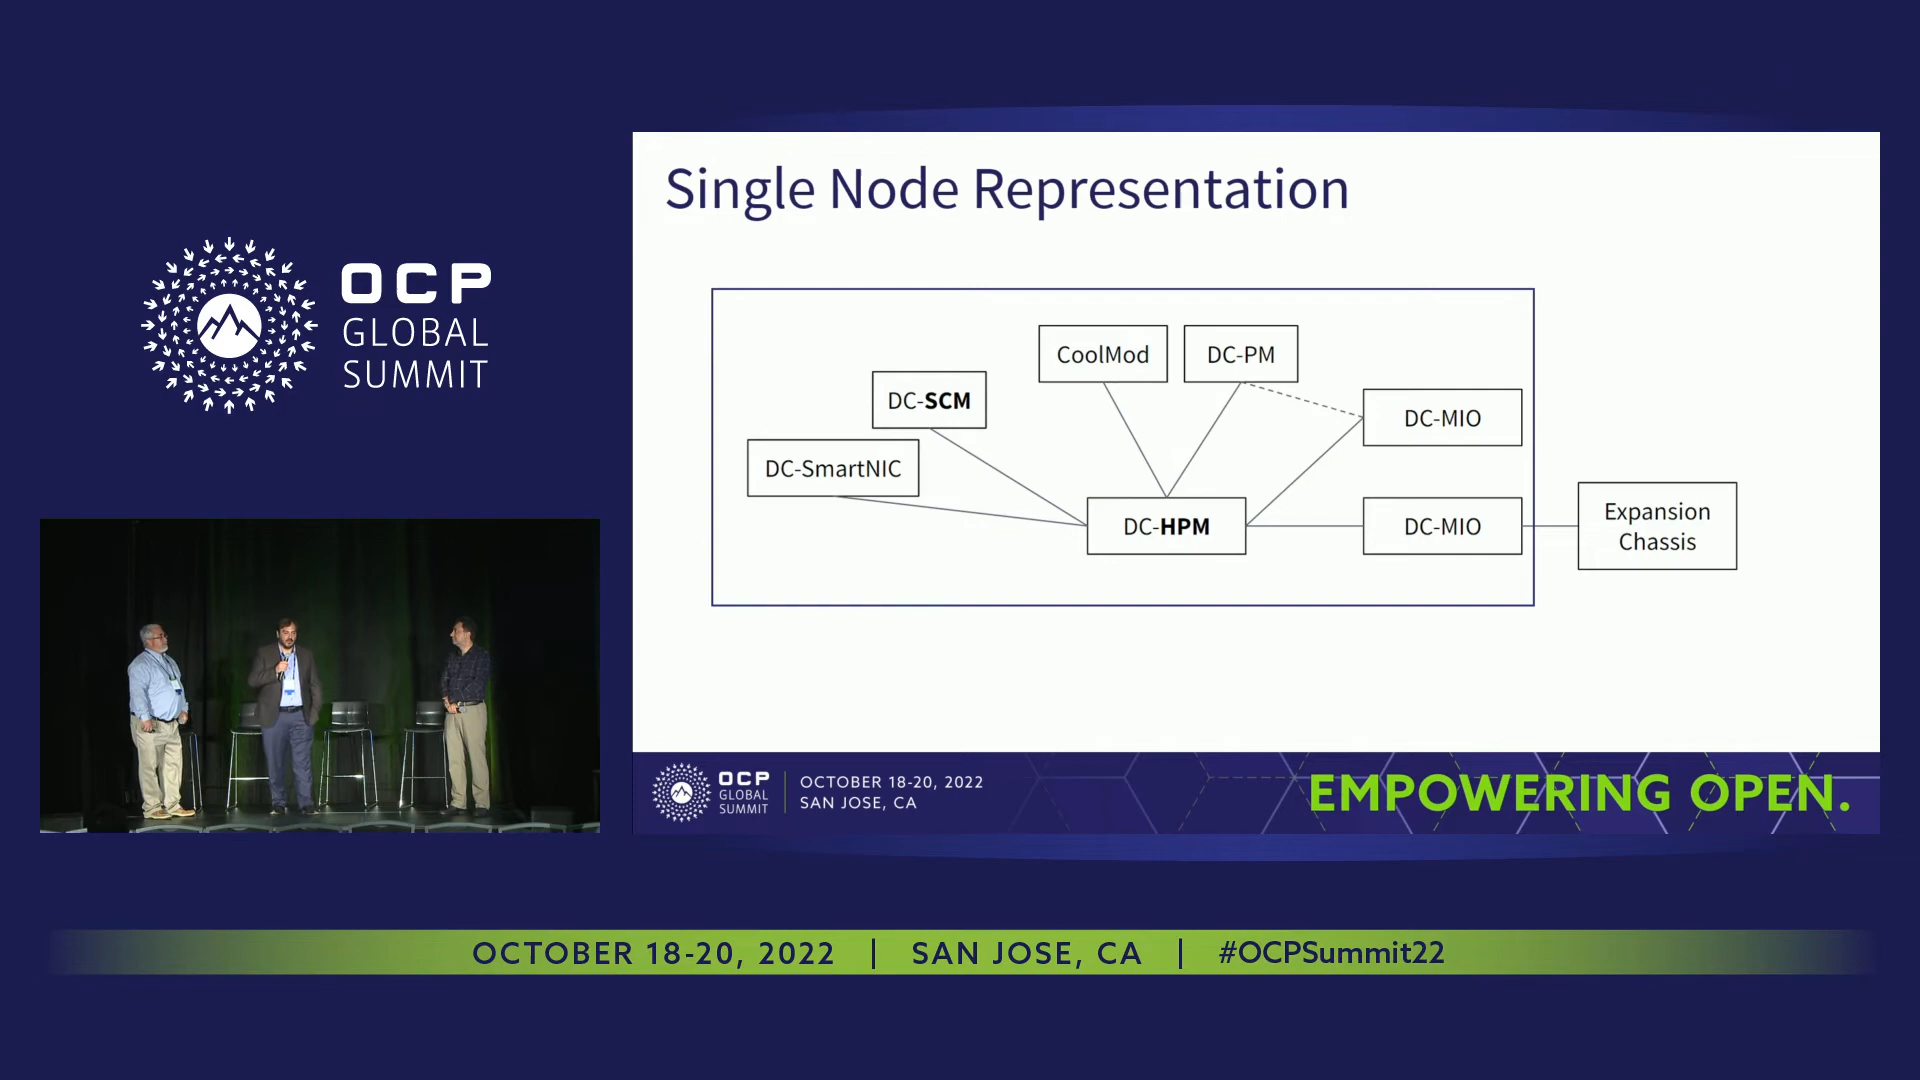 OCP
GLOBAL
SUMMIT
Single Node Representation
CoolMod
DC-PM
DC-SCM
DC-MIO
DC-SmartNIC
DC-HPM
DC-MIO
Expansion
Chassis
OCP
GLOBAL
SUMMIT
OCTOBER 18-20, 2022
SAN JOSE, CA
EMPOWERING OPEN.
OCTOBER 18-20, 2022 | SAN JOSE, CA | #OCPSummit22